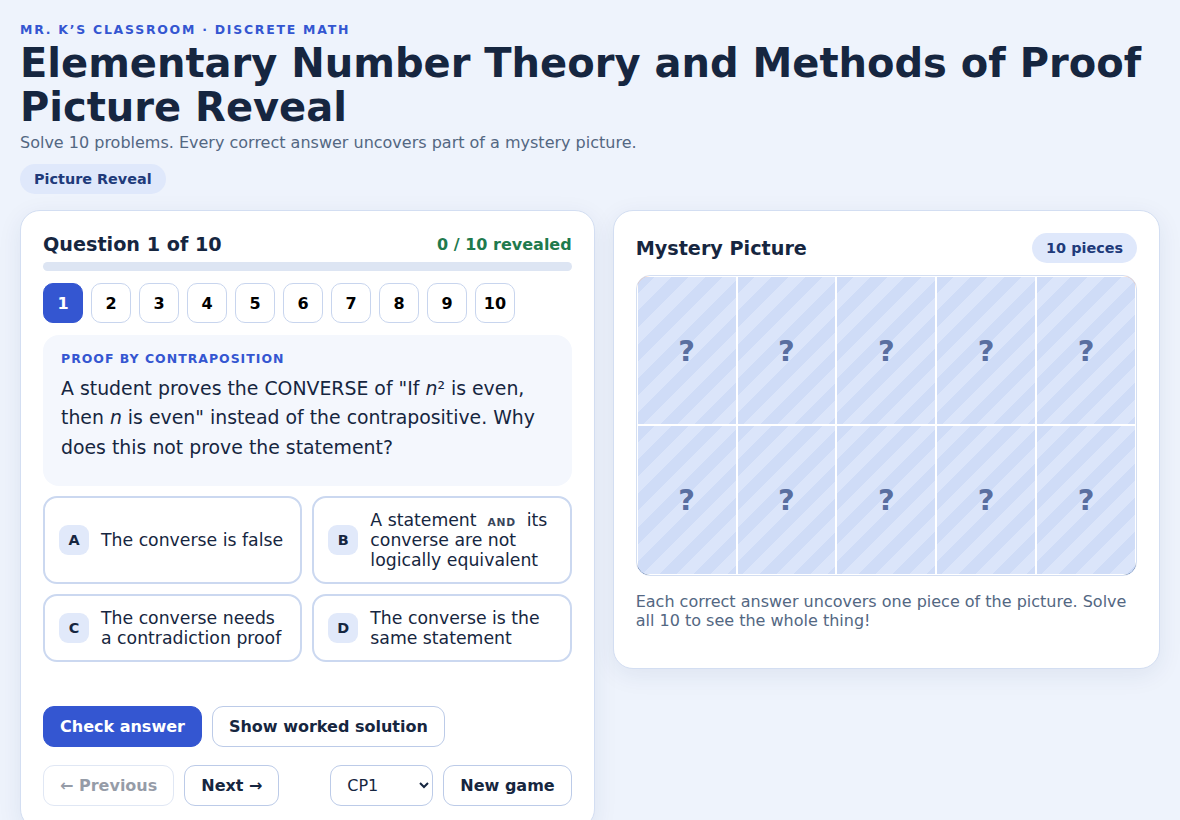 MR. K’S CLASSROOM · DISCRETE MATH
Elementary Number Theory and Methods of Proof
Picture Reveal
Solve 10 problems. Every correct answer uncovers part of a mystery picture.
Picture Reveal
Question 1 of 10
0 / 10 revealed
1 2 3 4 5 6 7 8 9 10
PROOF BY CONTRAPOSITION
A student proves the CONVERSE of "If n² is even,
then n is even" instead of the contrapositive. Why
does this not prove the statement?
A The converse is false
B A statement AND its
converse are not
logically equivalent
C The converse needs
a contradiction proof
D The converse is the
same statement
Check answer
Show worked solution
← Previous
Next →
CP1
New game
Mystery Picture
10 pieces
? ? ? ? ?
? ? ? ? ?
Each correct answer uncovers one piece of the picture. Solve
all 10 to see the whole thing!